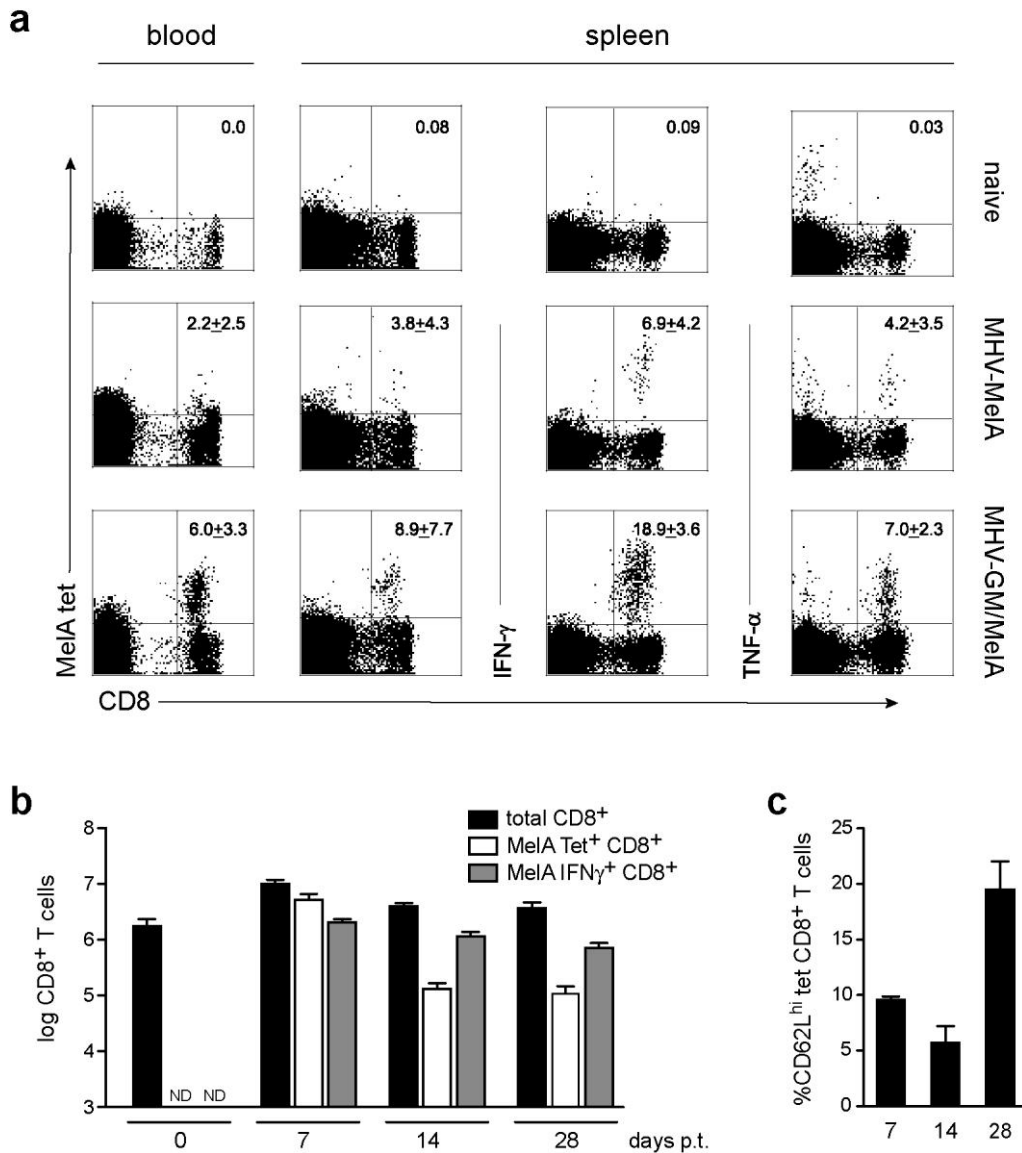 a
blood
spleen
0.0
0.08
0.09
0.03
naive
2.2±2.5
3.8±4.3
6.9±4.2
4.2±3.5
MHV-MelA
6.0±3.3
8.9±7.7
18.9±3.6
7.0±2.3
MHV-GM/MelA
MelA tet
IFN-γ
TNF-α
CD8
b
total CD8+
MelA Tet+ CD8+
MelA IFNγ+ CD8+
log CD8+ T cells
8
7
6
5
4
3
ND ND
0 7 14 28 days p.t.
c
%CD62Lhi tet CD8+ T cells
25
20
15
10
5
0
7 14 28